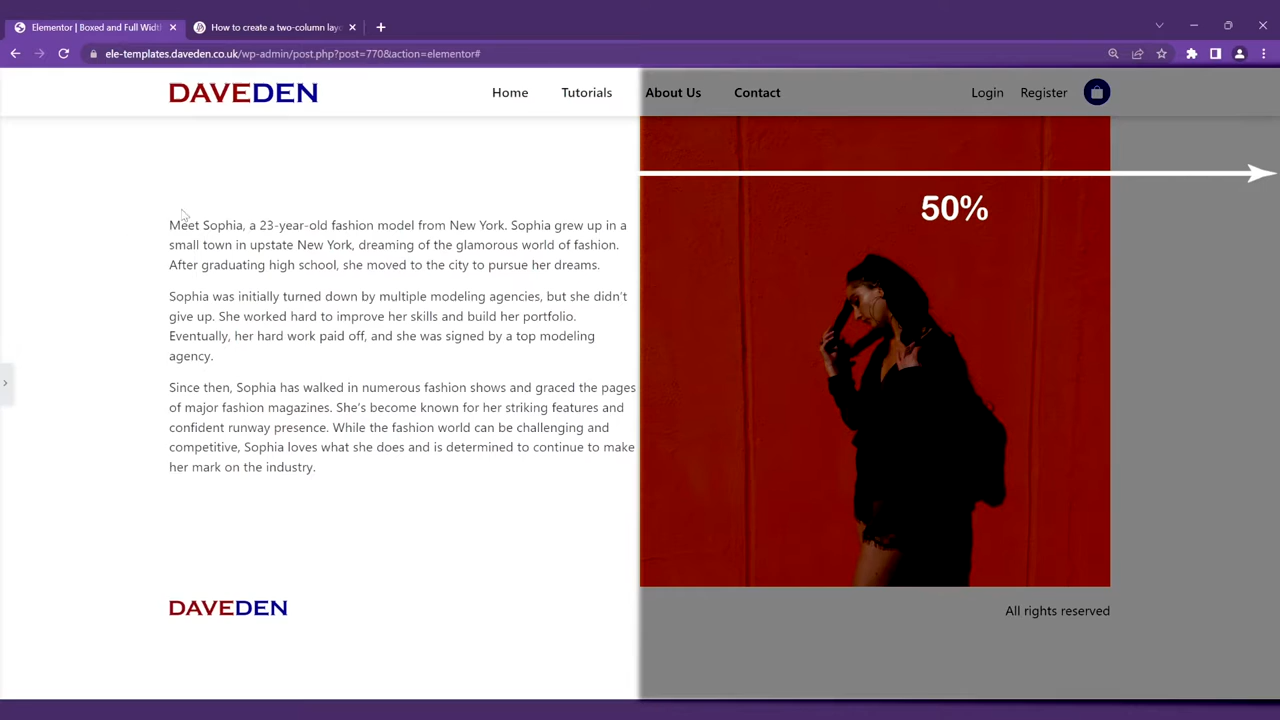 Elementor | Boxed and Full Widt
How to create a two-column layo
ele-templates.daveden.co.uk/wp-admin/post.php?post=770&action=elementor#
DAVEDEN
Home
Tutorials
About Us
Contact
Login
Register
50%
Meet Sophia, a 23-year-old fashion model from New York. Sophia grew up in a
small town in upstate New York, dreaming of the glamorous world of fashion.
After graduating high school, she moved to the city to pursue her dreams.
Sophia was initially turned down by multiple modeling agencies, but she didn't
give up. She worked hard to improve her skills and build her portfolio.
Eventually, her hard work paid off, and she was signed by a top modeling
agency.
Since then, Sophia has walked in numerous fashion shows and graced the pages
of major fashion magazines. She's become known for her striking features and
confident runway presence. While the fashion world can be challenging and
competitive, Sophia loves what she does and is determined to continue to make
her mark on the industry.
DAVEDEN
All rights reserved